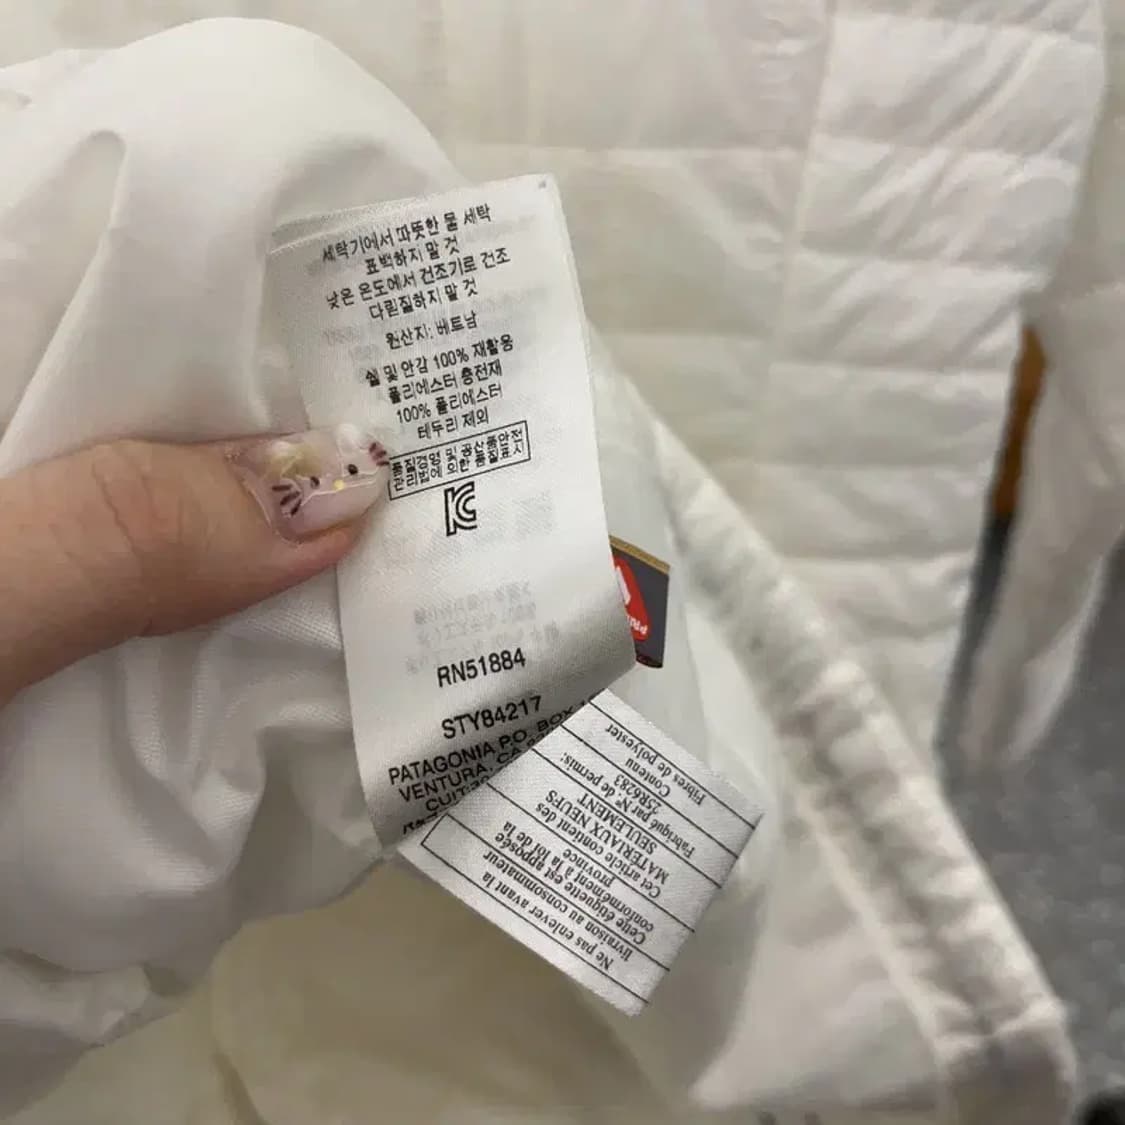 세탁기에서 따뜻한 물 세탁
표백하지 말 것
낮은 온도에서 건조기로 건조
다린질하지 말 것
원산지: 베트남
쉘 및 안감 100% 재활용
폴리에스터 충전재
100% 폴리에스터
테두리 제외
품질경영 및 공산품안전
관리법에 의한 품질표시
RN51884
STY84217
PATAGONIA P.O. BOX
VENTURA, CA
CUIT:30
Ne pas enlever avant la
livraison au consommateur
Cette étiquette est apposée
conformément à la loi de la
province
Cet article contient des
MATÉRIAUX NEUFS
SEULEMENT
Fabriqué par Nº de permis:
25R6283
Contenu
Fibres de polyester